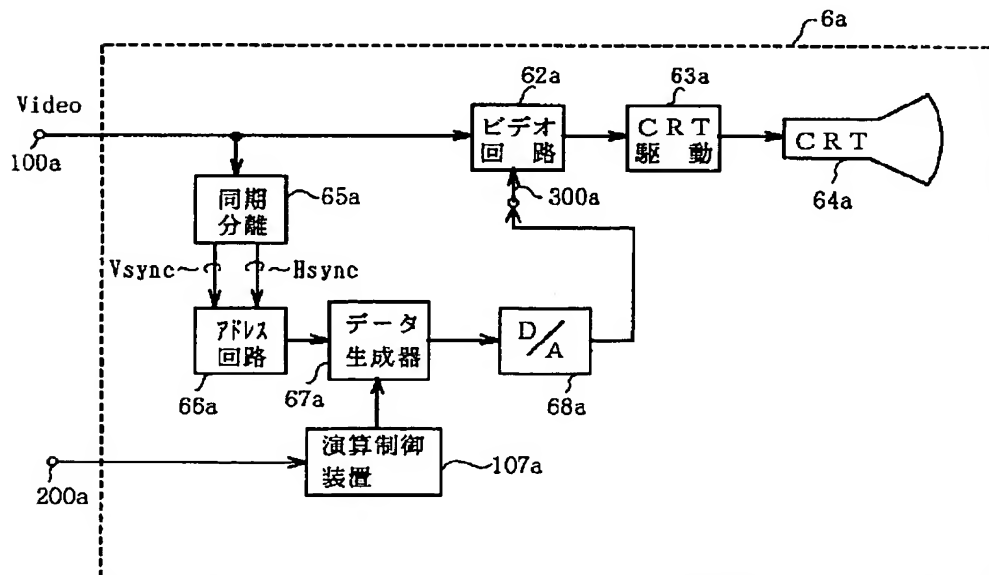 6a
Video
100a
62a
ビデオ
回路
63a
CRT
駆動
CRT
64a
300a
同期
分離
65a
Vsync
Hsync
アドレス
回路
66a
データ
生成器
67a
D/A
68a
演算制御
装置
107a
200a